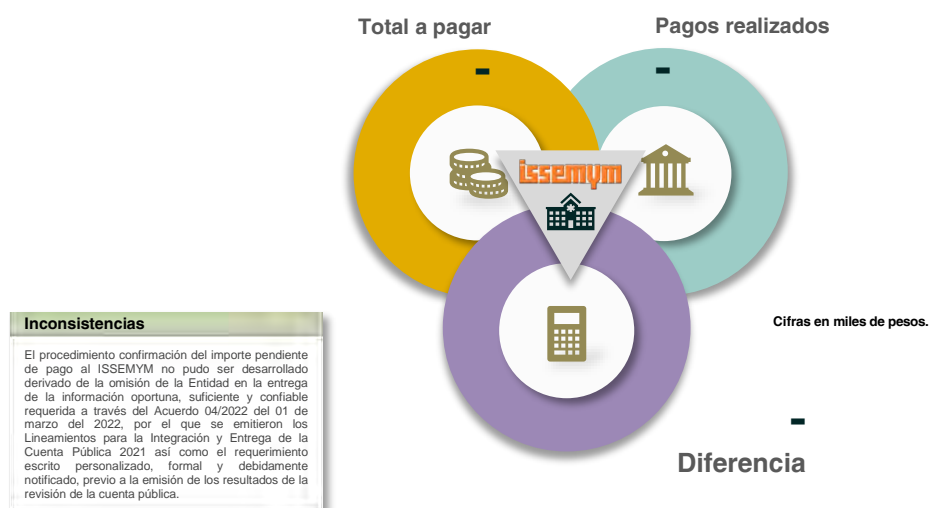 Total a pagar
Pagos realizados
-
-
issemym
Cifras en miles de pesos.
-
Diferencia
Inconsistencias
El procedimiento confirmación del importe pendiente
de pago al ISSEMYM no pudo ser desarrollado
derivado de la omisión de la Entidad en la entrega
de la información oportuna, suficiente y confiable
requerida a través del Acuerdo 04/2022 del 01 de
marzo del 2022, por el que se emitieron los
Lineamientos para la Integración y Entrega de la
Cuenta Pública 2021 así como el requerimiento
escrito personalizado, formal y debidamente
notificado, previo a la emisión de los resultados de la
revisión de la cuenta pública.